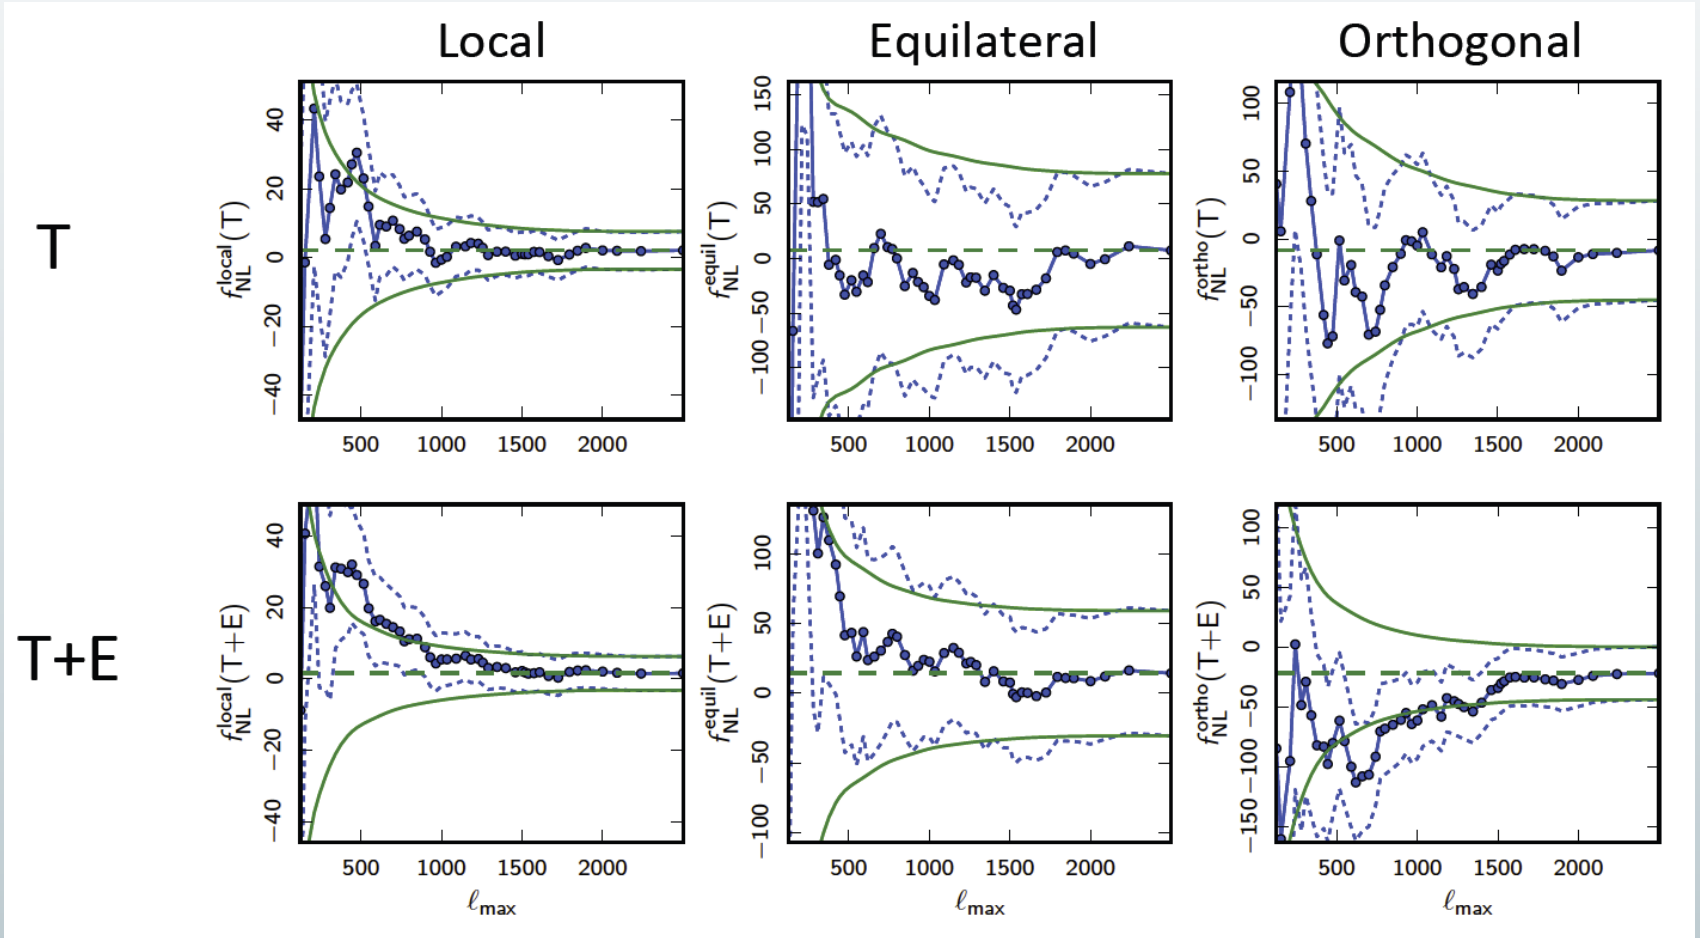 Local Equilateral Orthogonal
T
f_NL^local (T)
40
20
0
−20
−40
500 1000 1500 2000
f_NL^equil (T)
150
100
50
0
−50
−100
500 1000 1500 2000
f_NL^ortho (T)
100
50
0
−50
−100
500 1000 1500 2000
T+E
f_NL^local (T+E)
40
20
0
−20
−40
500 1000 1500 2000
ℓmax
f_NL^equil (T+E)
100
50
0
−50
−100
500 1000 1500 2000
ℓmax
f_NL^ortho (T+E)
100
50
0
−50
−100
−150
500 1000 1500 2000
ℓmax